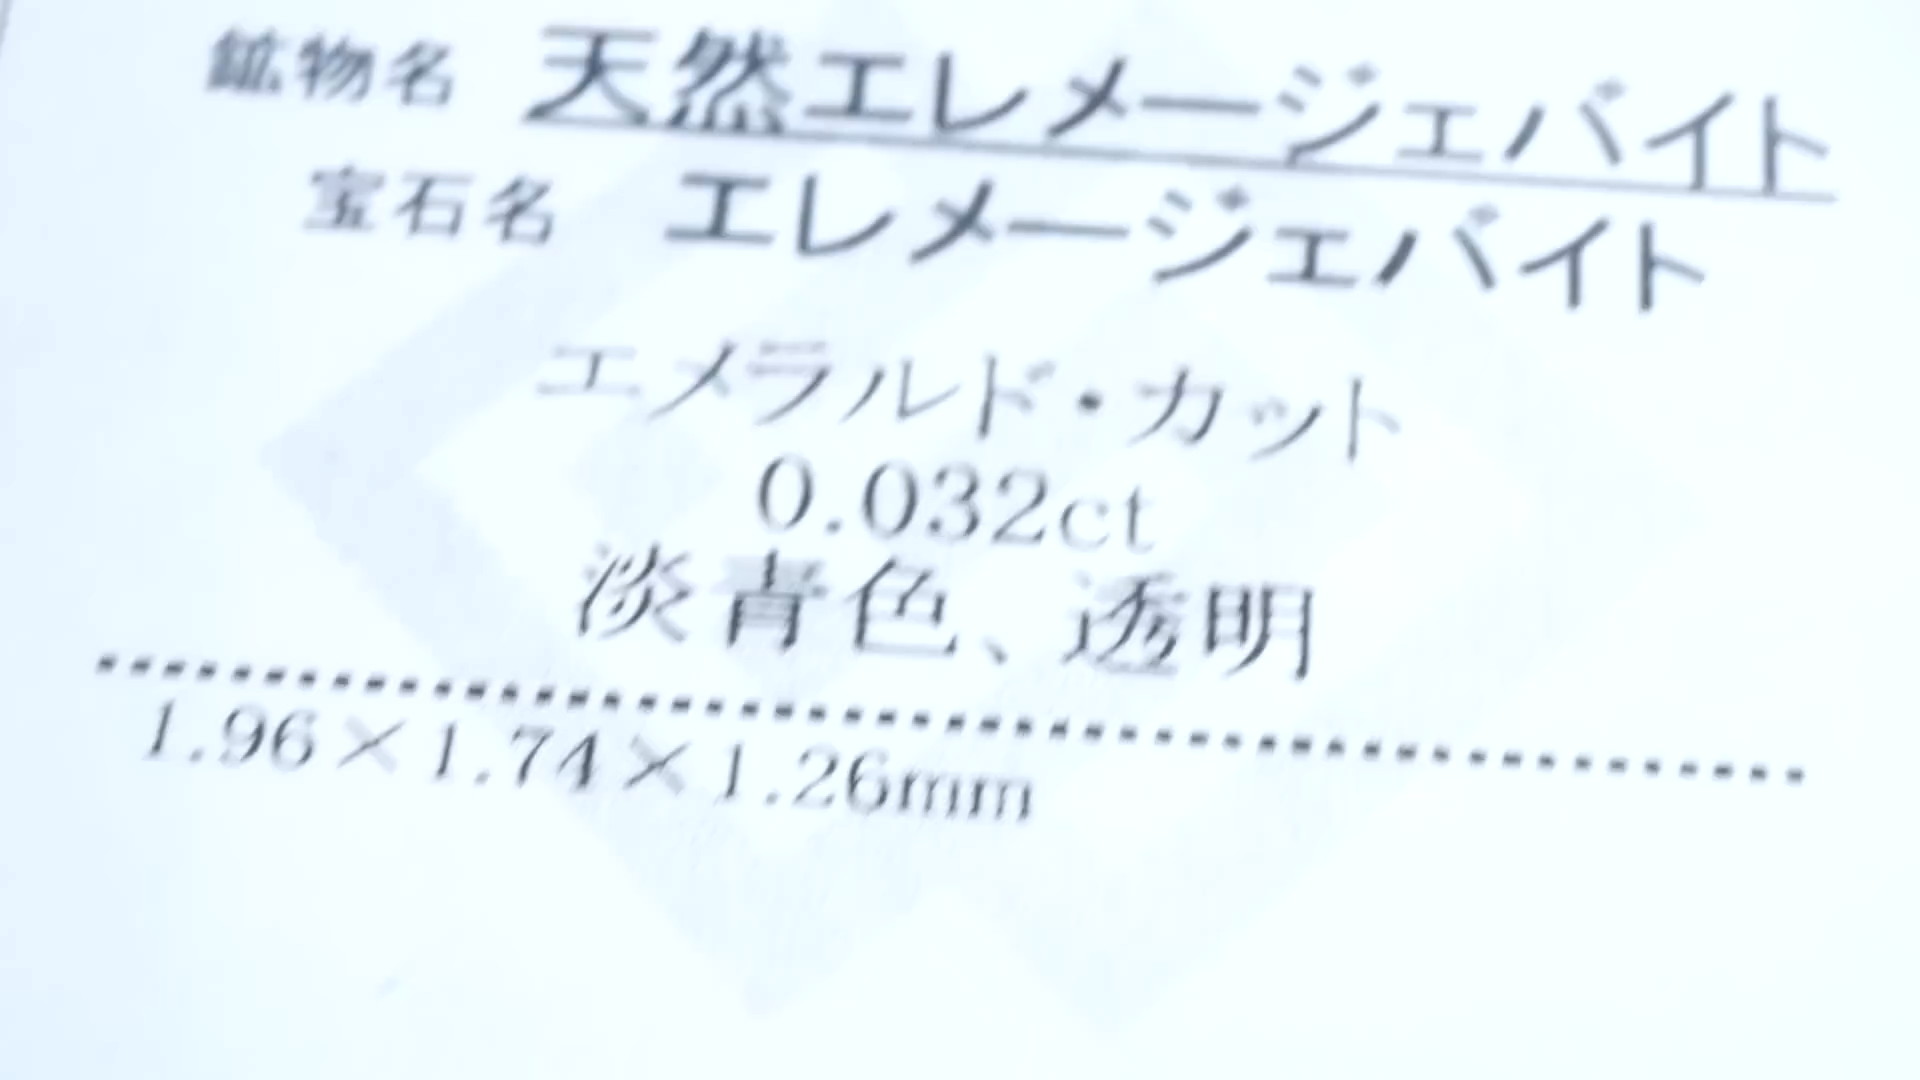 鉱物名 天然エレメージェバイト
宝石名 エレメージェバイト
エメラルド・カット
0.032ct
淡青色、透明
1.96×1.74×1.26mm